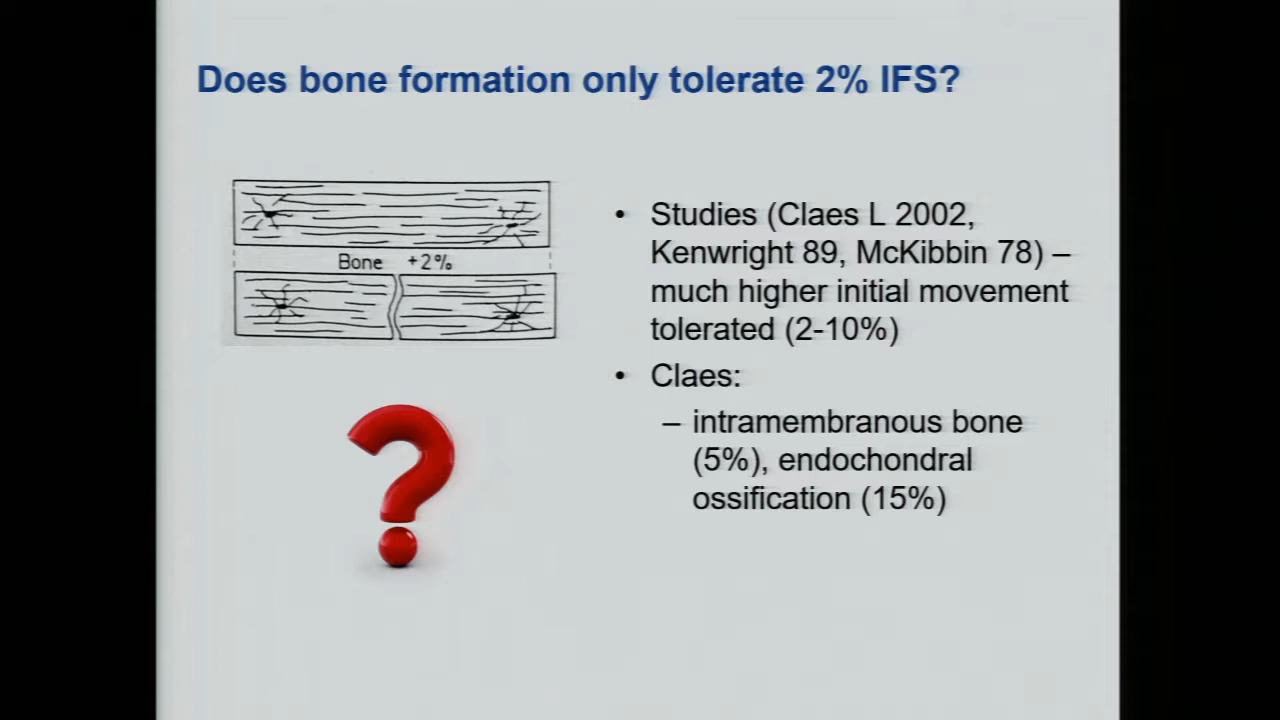 Does bone formation only tolerate 2% IFS?
Bone +2%
• Studies (Claes L 2002,
Kenwright 89, McKibbin 78) –
much higher initial movement
tolerated (2-10%)
• Claes:
– intramembranous bone
(5%), endochondral
ossification (15%)